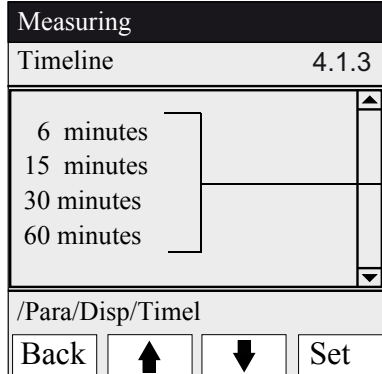 Measuring
Timeline 4.1.3
6 minutes
15 minutes
30 minutes
60 minutes
/Para/Disp/Timel
Back Set